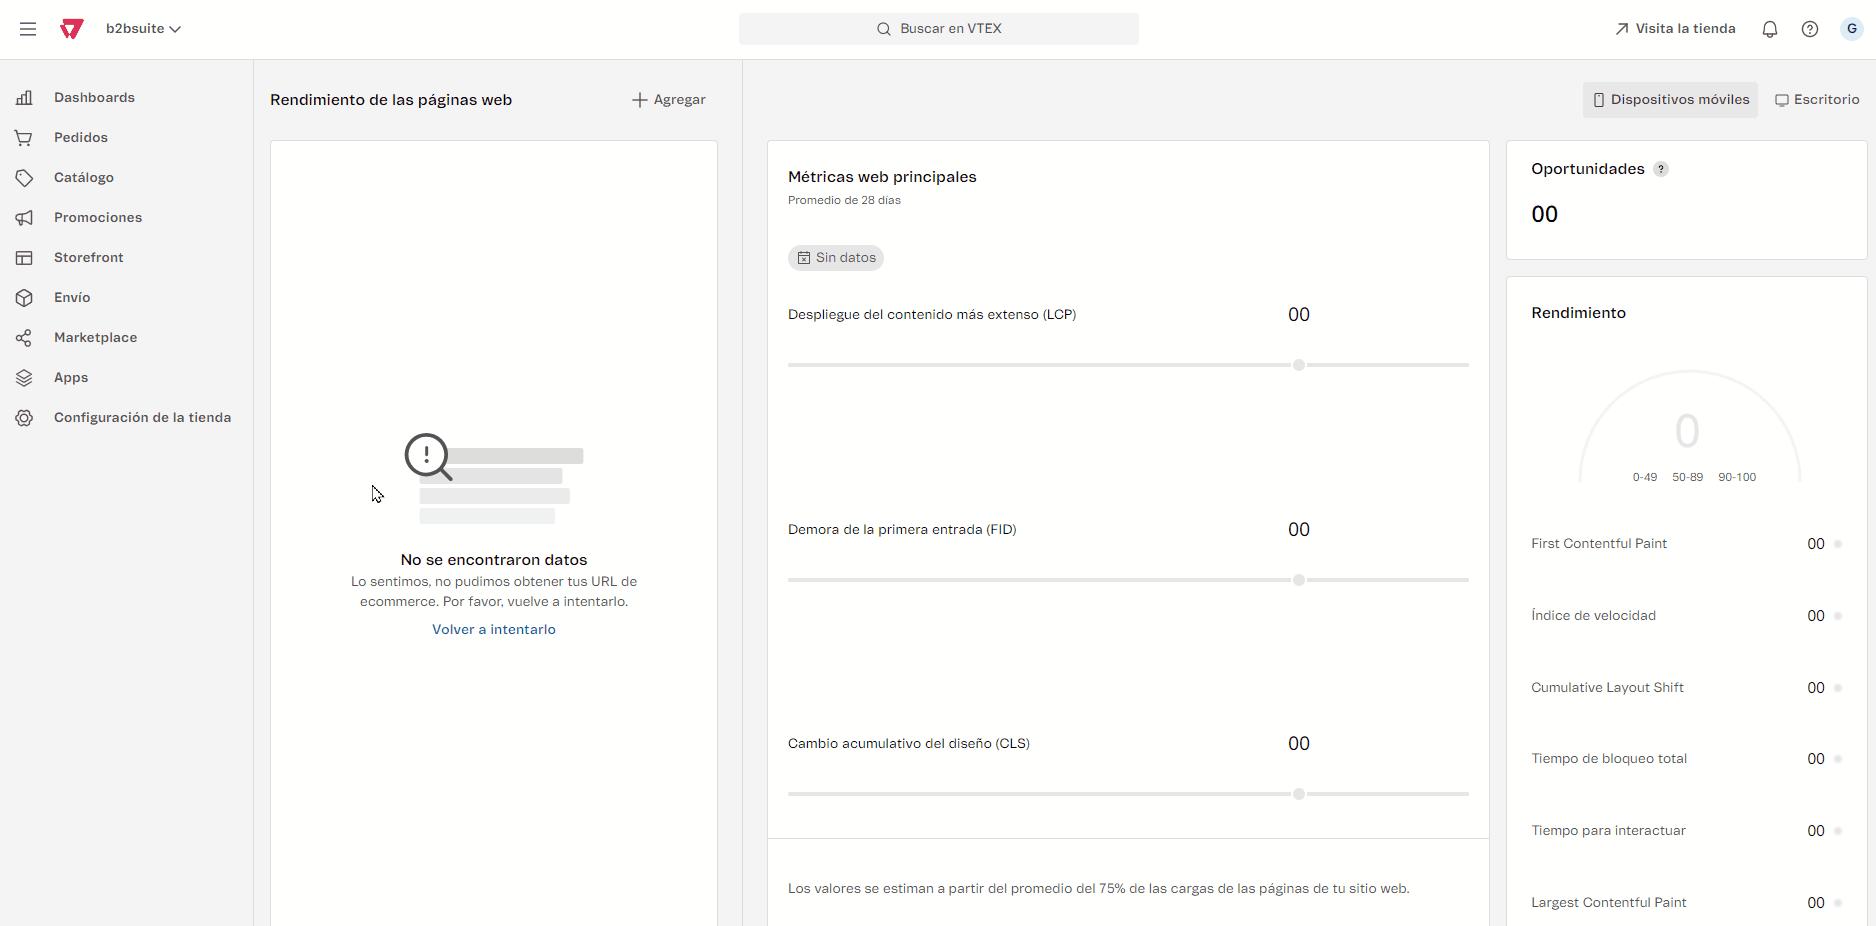 b2bsuite
Buscar en VTEX
Visita la tienda
G
Dashboards
Pedidos
Catálogo
Promociones
Storefront
Envío
Marketplace
Apps
Configuración de la tienda
Rendimiento de las páginas web
Agregar
No se encontraron datos
Lo sentimos, no pudimos obtener tus URL de
ecommerce. Por favor, vuelve a intentarlo.
Volver a intentarlo
Dispositivos móviles
Escritorio
Métricas web principales
Promedio de 28 días
Sin datos
Despliegue del contenido más extenso (LCP) 00
Demora de la primera entrada (FID) 00
Cambio acumulativo del diseño (CLS) 00
Los valores se estiman a partir del promedio del 75% de las cargas de las páginas de tu sitio web.
Oportunidades ?
00
Rendimiento
0
0-49 50-89 90-100
First Contentful Paint 00
Índice de velocidad 00
Cumulative Layout Shift 00
Tiempo de bloqueo total 00
Tiempo para interactuar 00
Largest Contentful Paint 00